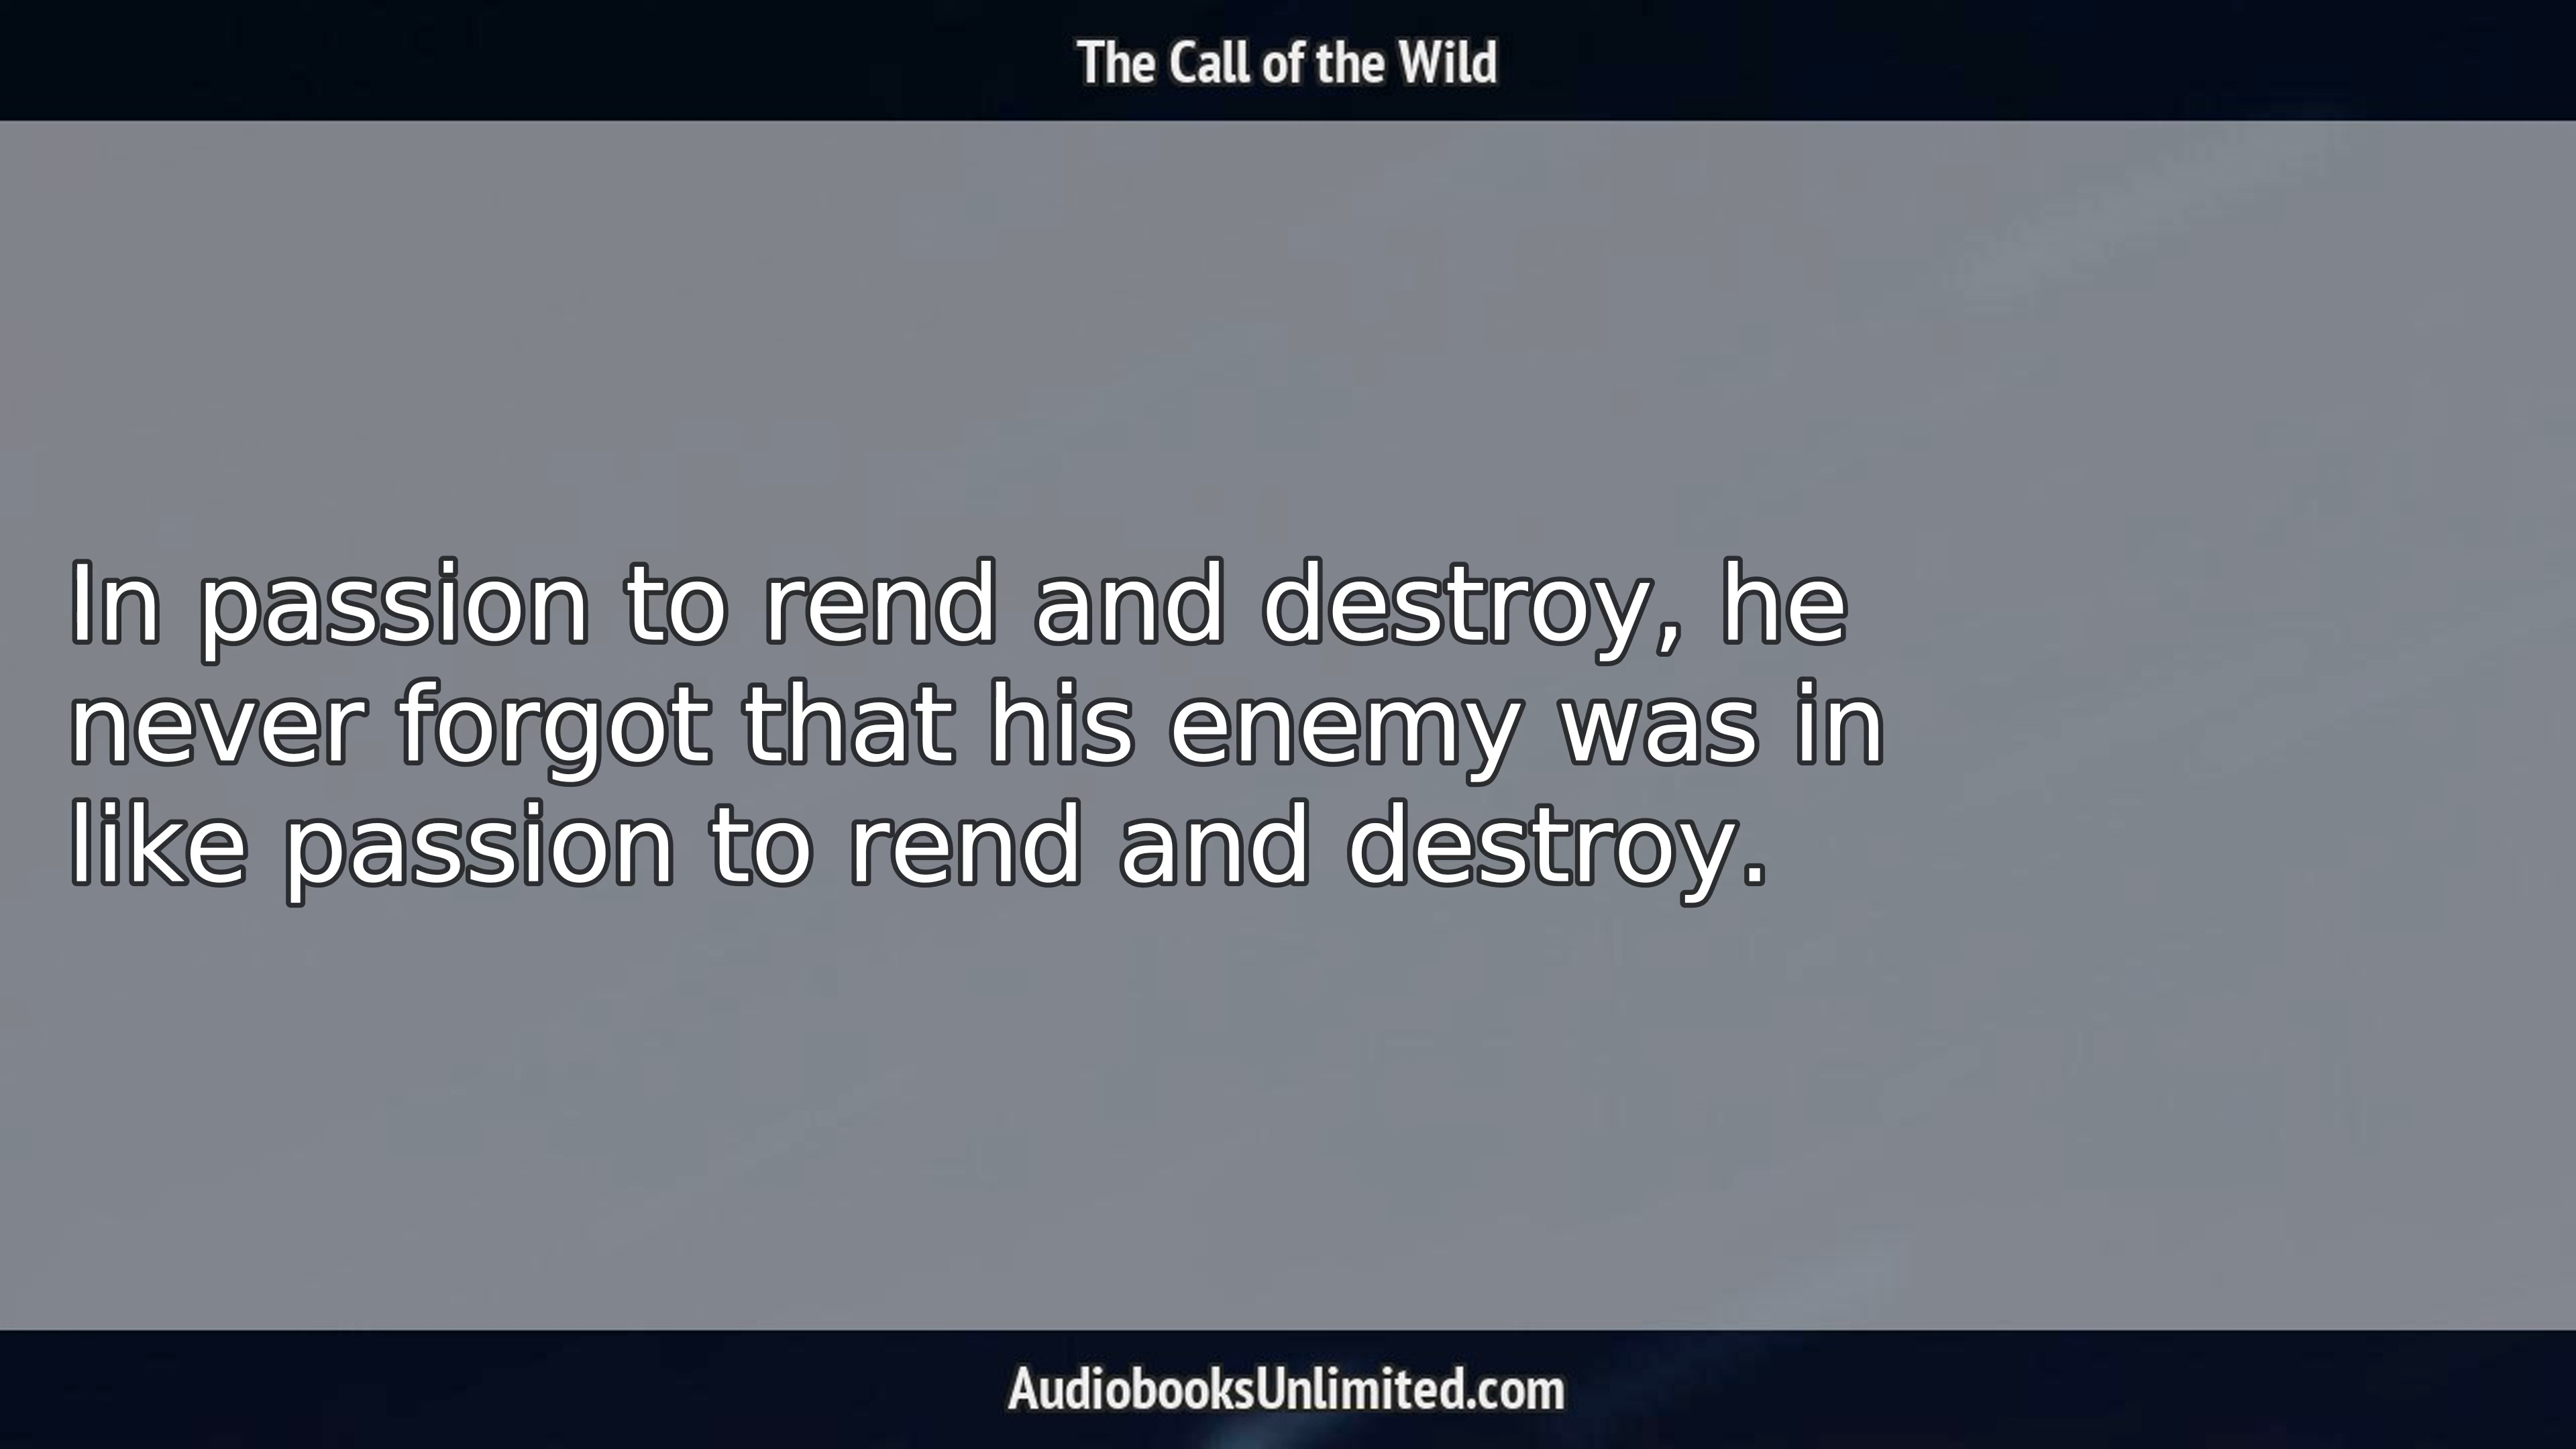 The Call of the Wild
In passion to rend and destroy, he
never forgot that his enemy was in
like passion to rend and destroy.
AudiobooksUnlimited.com